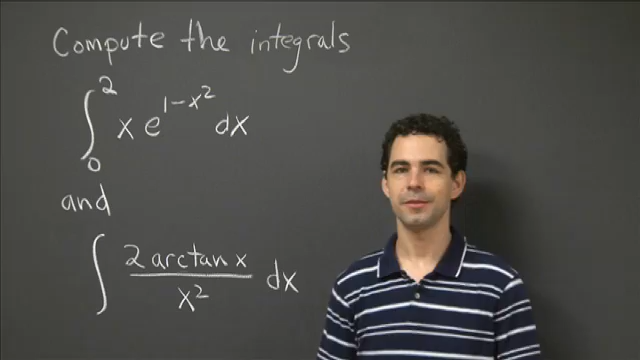 Compute the integrals
∫₀² x e^{1-x²} dx
and
∫ (2 arctan x)/(x²) dx